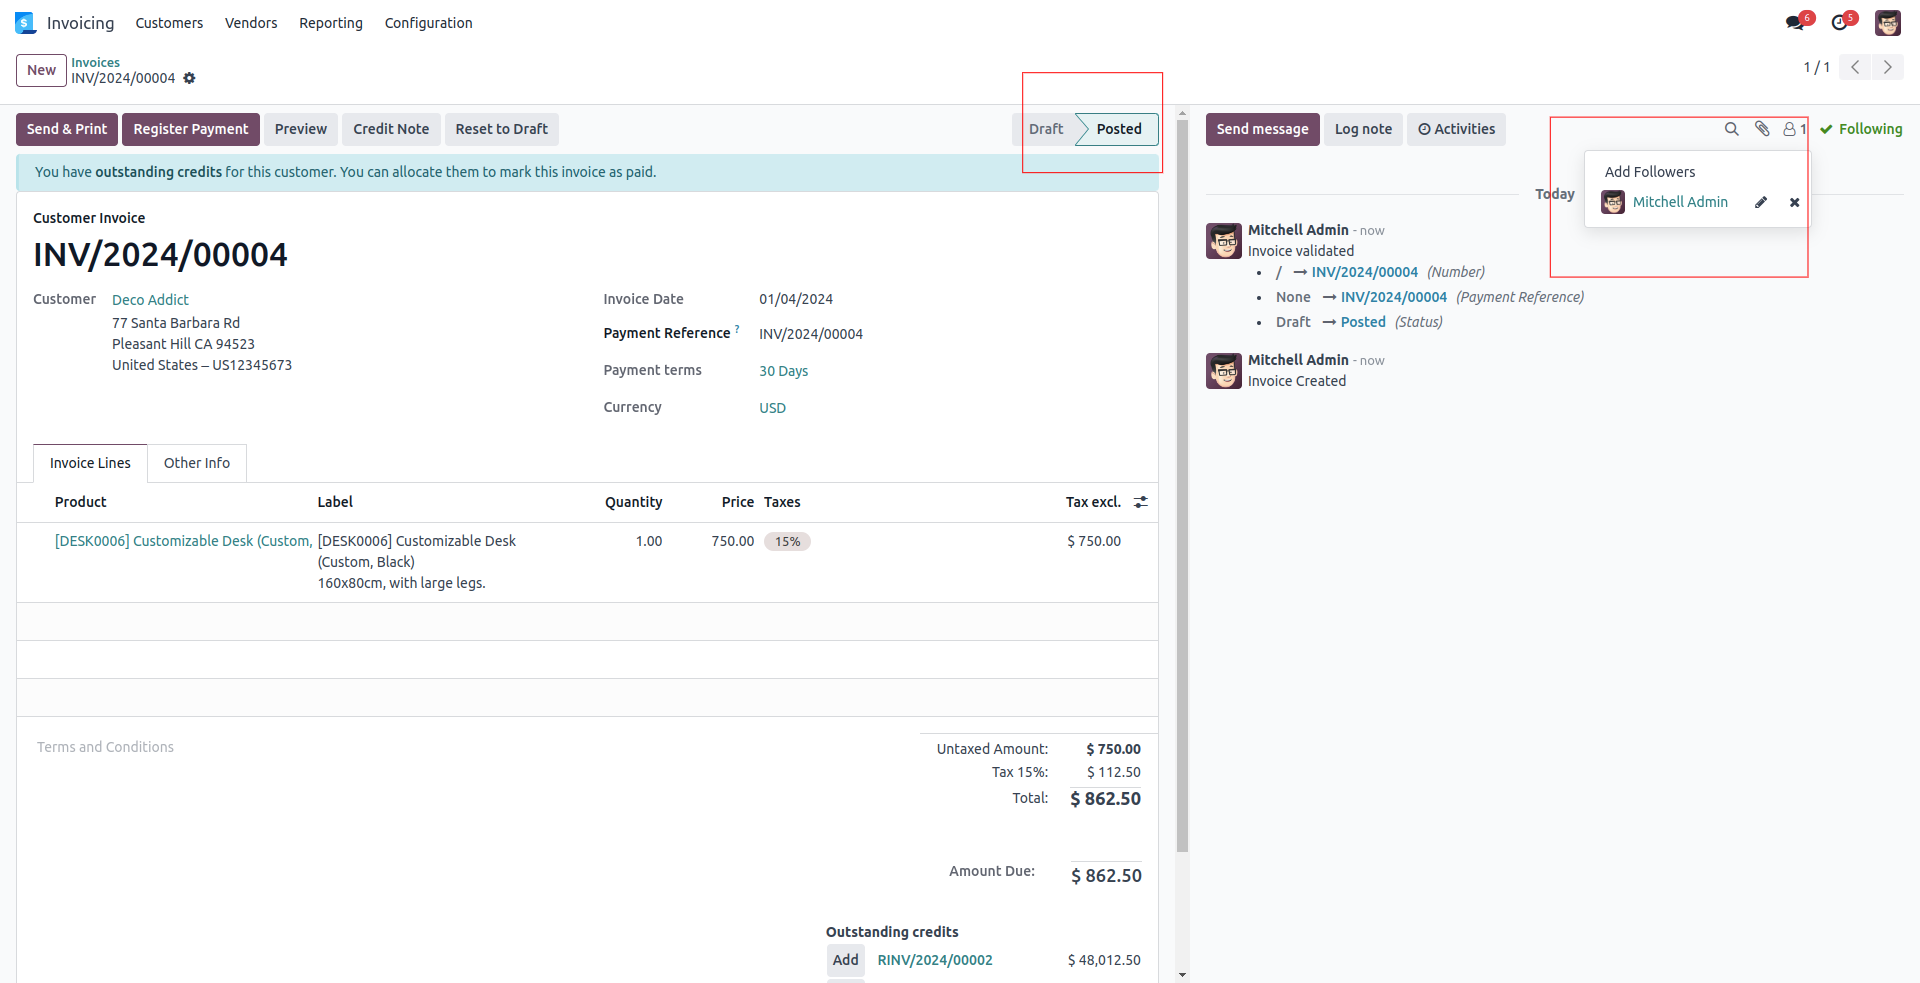 Invoicing Customers Vendors Reporting Configuration 6 5
New Invoices
INV/2024/00004
1 / 1
Send & Print Register Payment Preview Credit Note Reset to Draft Draft Posted
You have outstanding credits for this customer. You can allocate them to mark this invoice as paid.
Customer Invoice
INV/2024/00004
Customer Deco Addict
77 Santa Barbara Rd
Pleasant Hill CA 94523
United States – US12345673
Invoice Date 01/04/2024
Payment Reference ? INV/2024/00004
Payment terms 30 Days
Currency USD
Invoice Lines Other Info
Product Label Quantity Price Taxes Tax excl.
[DESK0006] Customizable Desk (Custom, [DESK0006] Customizable Desk 1.00 750.00 15% $ 750.00
(Custom, Black)
160x80cm, with large legs.
Terms and Conditions
Untaxed Amount: $ 750.00
Tax 15%: $ 112.50
Total: $ 862.50
Amount Due: $ 862.50
Outstanding credits
Add RINV/2024/00002 $ 48,012.50
Send message Log note Activities 1 Following
Add Followers
Mitchell Admin
Today
Mitchell Admin - now
Invoice validated
/ → INV/2024/00004 (Number)
None → INV/2024/00004 (Payment Reference)
Draft → Posted (Status)
Mitchell Admin - now
Invoice Created